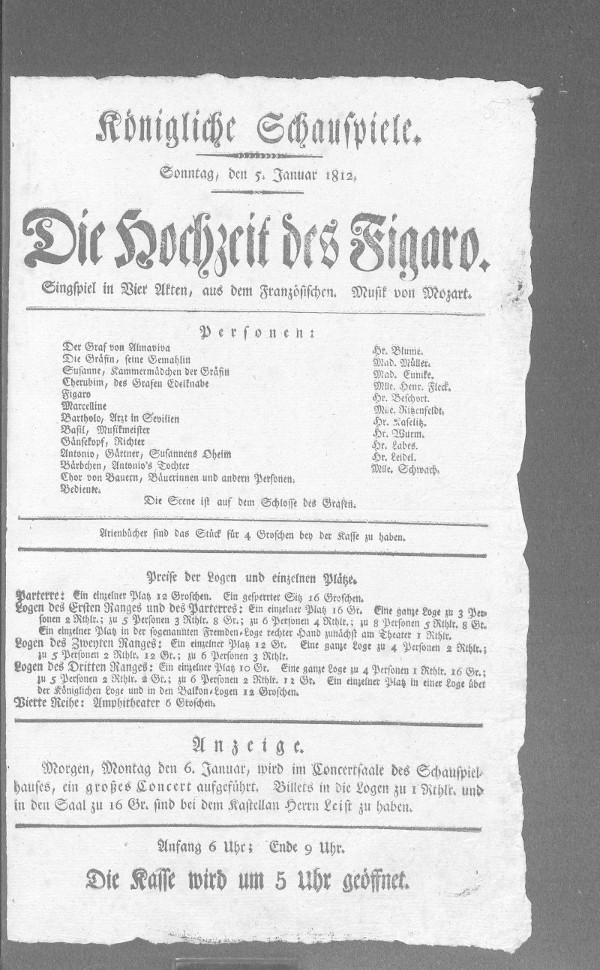 Königliche Schauspiele.
Sonntag, den 5. Januar 1812.
Die Hochzeit des Figaro.
Singspiel in Vier Akten, aus dem Französischen. Musik von Mozart.
Personen:
Der Graf von Almaviva Hr. Blume.
Die Gräfin, seine Gemahlin Mad. Müller.
Susanne, Kammermädchen der Gräfin Mad. Eunike.
Cherubim, des Grafen Edelknabe Mlle. Henr. Fleck.
Figaro Hr. Beschort.
Marcelline Mlle. Ritzenfeldt.
Bartholo, Arzt in Sevilien Hr. Kaselitz.
Basil, Musikmeister Hr. Wurm.
Gänsekopf, Richter Hr. Labes.
Antonio, Gärtner, Susannens Oheim Hr. Leidel.
Bärbchen, Antonio's Tochter Mlle. Schwach.
Chor von Bauern, Bäuerinnen und andern Personen.
Bediente.
Die Scene ist auf dem Schlosse des Grafen.
Arienbücher sind das Stück für 4 Groschen bey der Kasse zu haben.
Preise der Logen und einzelnen Plätze.
Parterre: Ein einzelner Platz 12 Groschen. Ein gesperrter Sitz 16 Groschen.
Logen des Ersten Ranges und des Parterres: Ein einzelner Platz 16 Gr. Eine ganze Loge zu 3 Per-
sonen 2 Rthlr.; zu 5 Personen 3 Rthlr. 8 Gr.; zu 6 Personen 4 Rthlr.; zu 8 Personen 5 Rthlr. 8 Gr.
Ein einzelner Platz in der sogenannten Fremden-Loge rechter Hand zunächst am Theater 1 Rthlr.
Logen des Zweyten Ranges: Ein einzelner Platz 12 Gr. Eine ganze Loge zu 4 Personen 2 Rthlr.;
zu 5 Personen 2 Rthlr. 12 Gr.; zu 6 Personen 3 Rthlr.
Logen des Dritten Ranges: Ein einzelner Platz 10 Gr. Eine ganze Loge zu 4 Personen 1 Rthlr. 16 Gr.;
zu 5 Personen 2 Rthlr. 2 Gr.; zu 6 Personen 2 Rthlr. 12 Gr. Ein einzelner Platz in einer Loge über
der Königlichen Loge und in den Balkon-Logen 12 Groschen.
Vierte Reihe: Amphitheater 6 Groschen.
Anzeige.
Morgen, Montag den 6. Januar, wird im Concertsaale des Schauspiel-
hauses, ein großes Concert aufgeführt. Billets in die Logen zu 1 Rthlr. und
in den Saal zu 16 Gr. sind bei dem Kastellan Herrn Leist zu haben.
Anfang 6 Uhr; Ende 9 Uhr.
Die Kasse wird um 5 Uhr geöffnet.